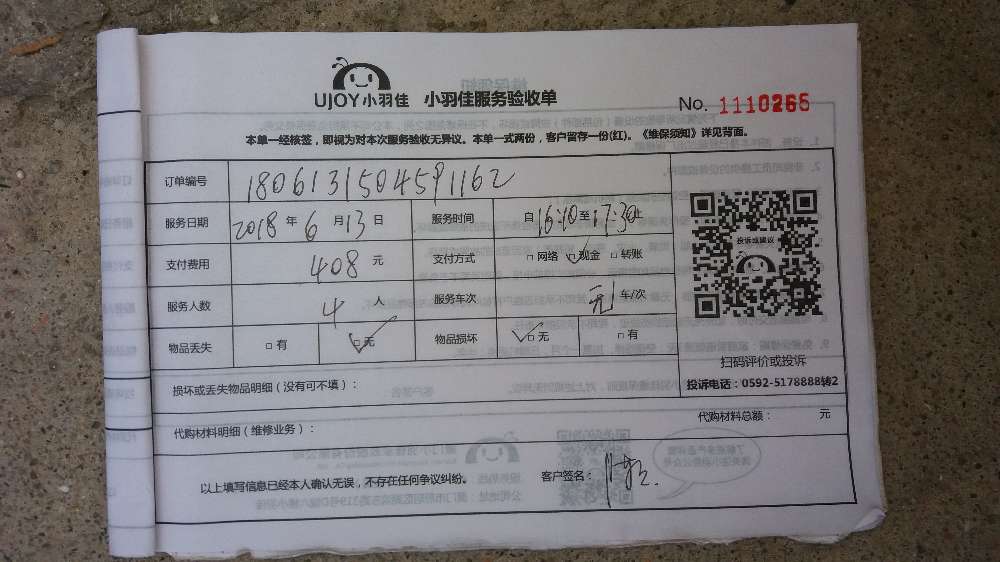 UJOY小羽佳 小羽佳服务验收单 No. 1110266
本单一经核签，即视为对本次服务验收无异议。本单一式两份，客户留存一份(红)。《维保须知》详见背面。
订单编号 1806131504591162
服务日期 2018 年 6 月 13 日 服务时间 自 16:10 至 17:30 止
支付费用 408 元 支付方式 □ 网络 □ 现金 □ 转账
服务人数 4 人 服务车次 车/次
物品丢失 □ 有 □ 无 物品损坏 □ 无 □ 有
投诉或建议
扫码评价或投诉
投诉电话：0592-5178888转2
损坏或丢失物品明细（没有可不填）：
代购材料明细（维修业务）： 代购材料总额： 元
以上填写信息已经本人确认无误，不存在任何争议纠纷。 客户签名：